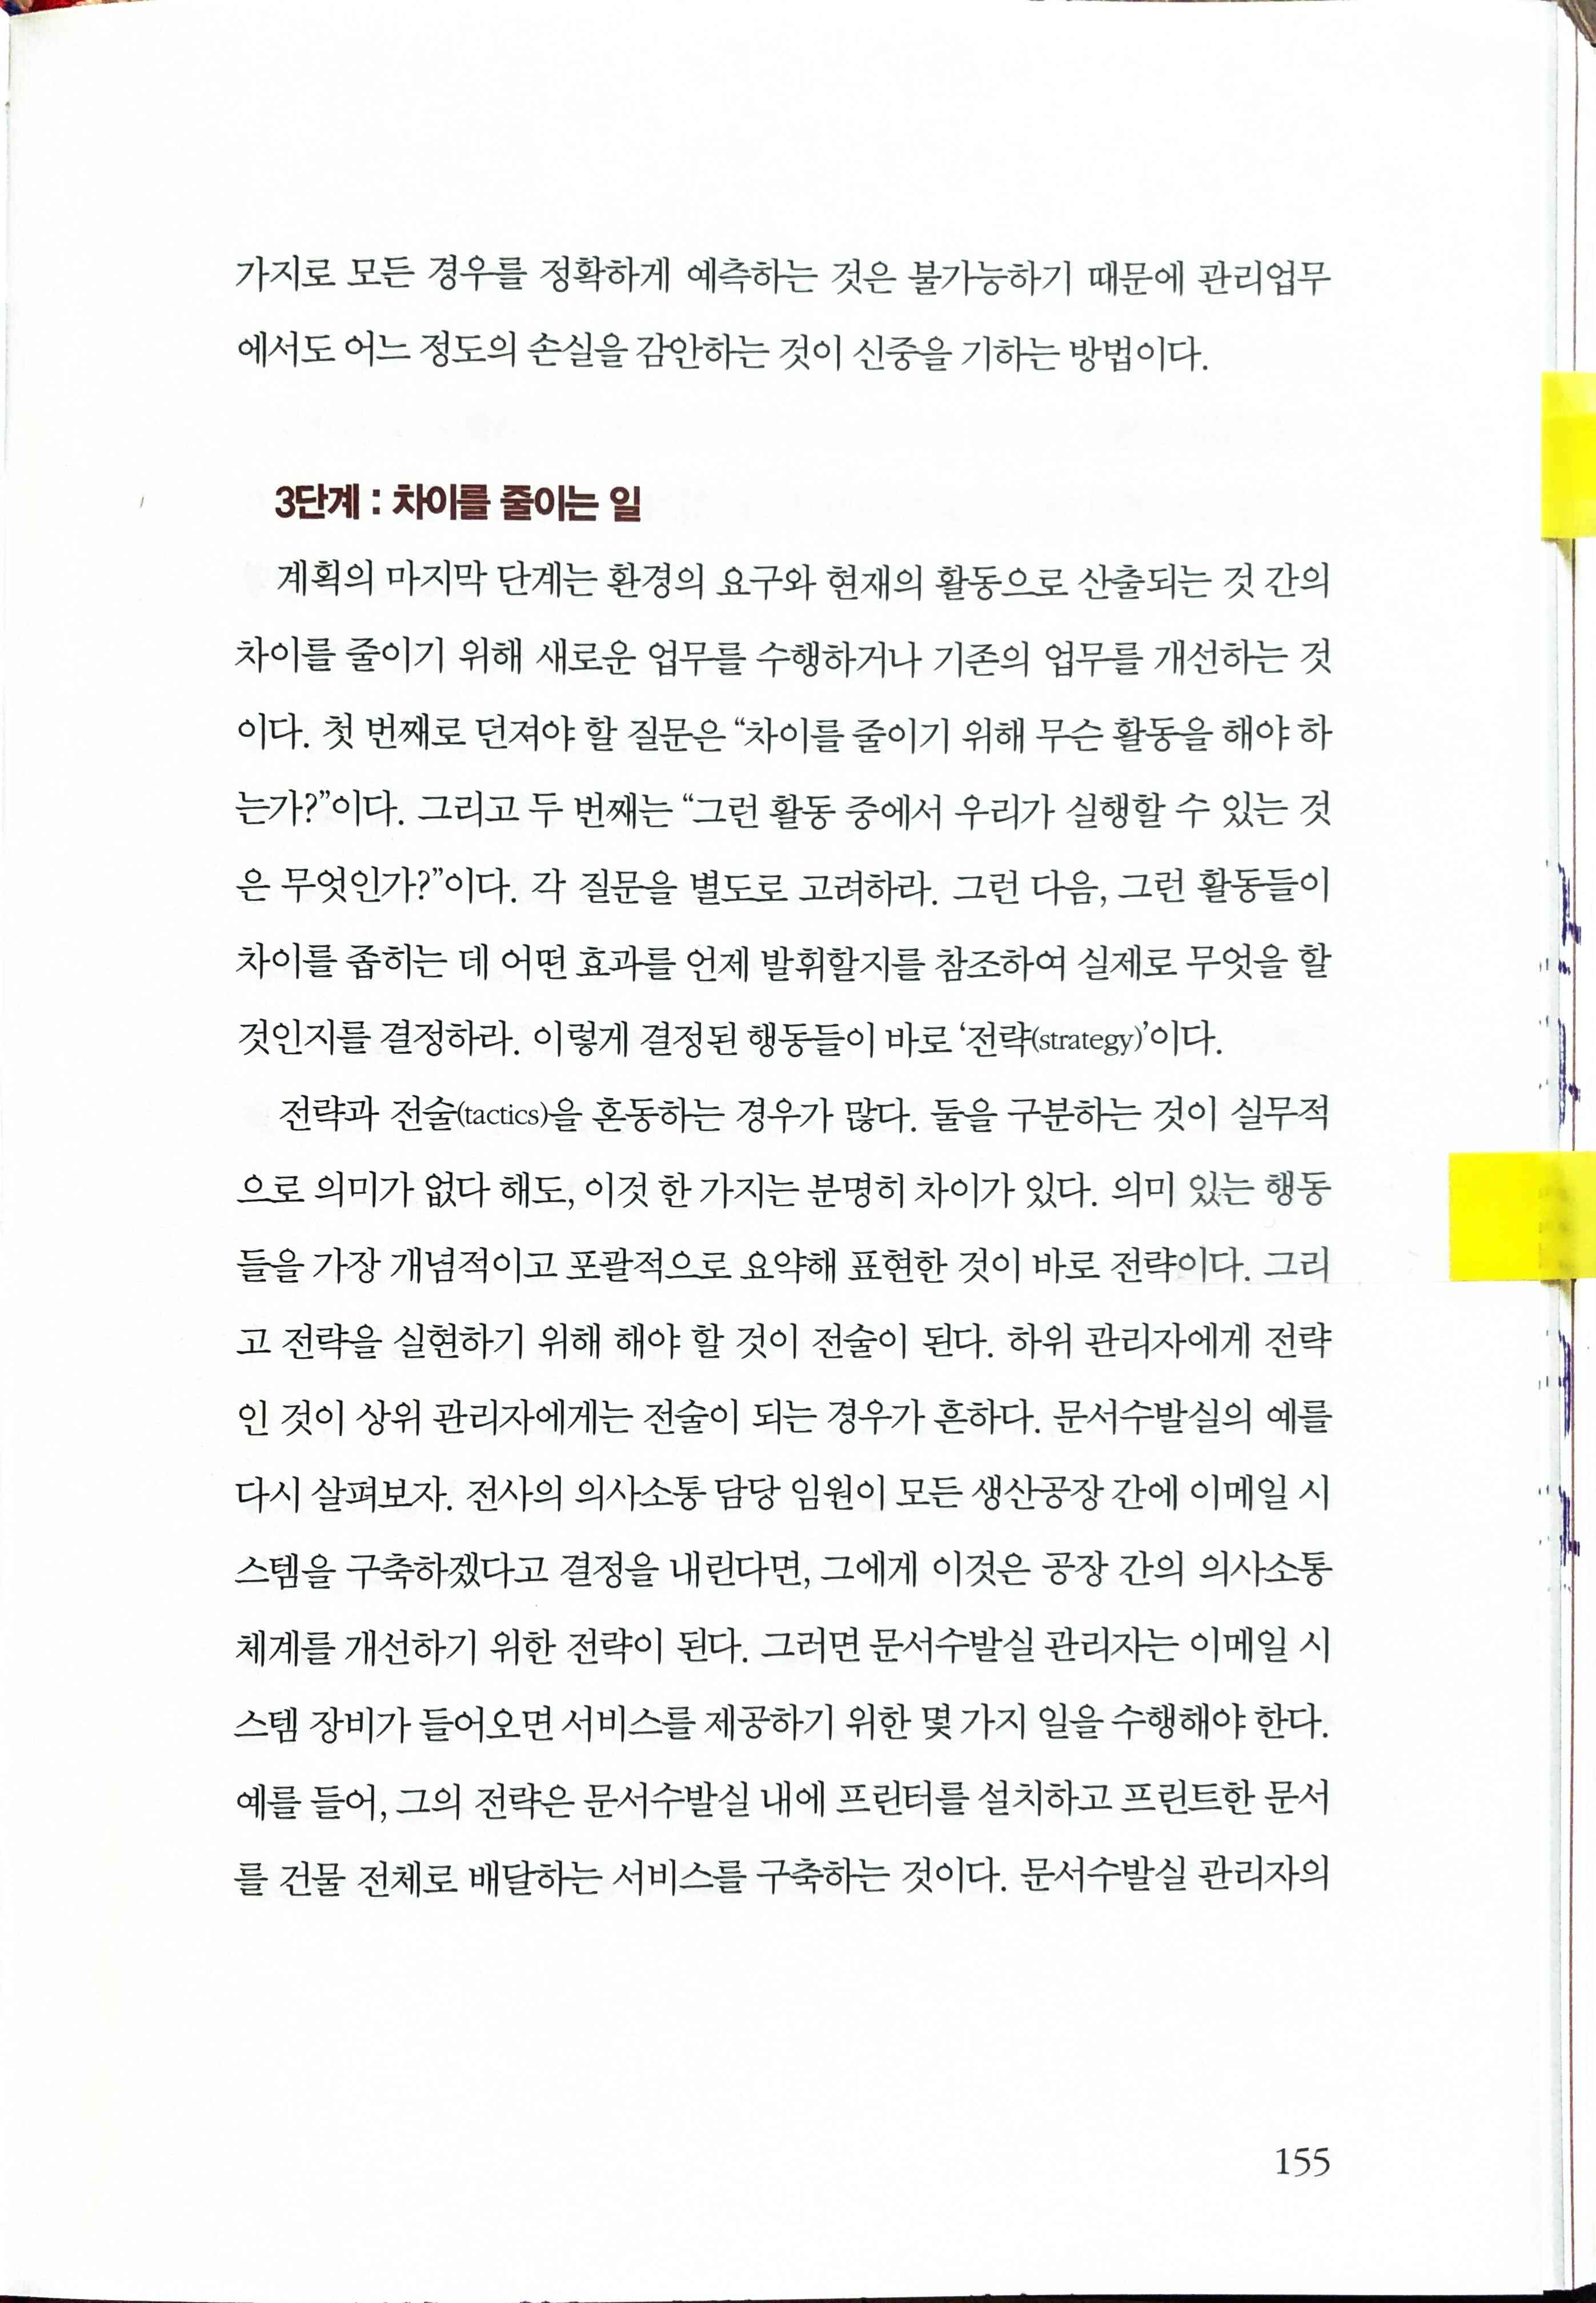 가지로 모든 경우를 정확하게 예측하는 것은 불가능하기 때문에 관리업무
에서도 어느 정도의 손실을 감안하는 것이 신중을 기하는 방법이다.
3단계 : 차이를 줄이는 일
계획의 마지막 단계는 환경의 요구와 현재의 활동으로 산출되는 것 간의
차이를 줄이기 위해 새로운 업무를 수행하거나 기존의 업무를 개선하는 것
이다. 첫 번째로 던져야 할 질문은 “차이를 줄이기 위해 무슨 활동을 해야 하
는가?”이다. 그리고 두 번째는 “그런 활동 중에서 우리가 실행할 수 있는 것
은 무엇인가?”이다. 각 질문을 별도로 고려하라. 그런 다음, 그런 활동들이
차이를 좁히는 데 어떤 효과를 언제 발휘할지를 참조하여 실제로 무엇을 할
것인지를 결정하라. 이렇게 결정된 행동들이 바로 ‘전략(strategy)’이다.
전략과 전술(tactics)을 혼동하는 경우가 많다. 둘을 구분하는 것이 실무적
으로 의미가 없다 해도, 이것 한 가지는 분명히 차이가 있다. 의미 있는 행동
들을 가장 개념적이고 포괄적으로 요약해 표현한 것이 바로 전략이다. 그리
고 전략을 실현하기 위해 해야 할 것이 전술이 된다. 하위 관리자에게 전략
인 것이 상위 관리자에게는 전술이 되는 경우가 흔하다. 문서수발실의 예를
다시 살펴보자. 전사의 의사소통 담당 임원이 모든 생산공장 간에 이메일 시
스템을 구축하겠다고 결정을 내린다면, 그에게 이것은 공장 간의 의사소통
체계를 개선하기 위한 전략이 된다. 그러면 문서수발실 관리자는 이메일 시
스템 장비가 들어오면 서비스를 제공하기 위한 몇 가지 일을 수행해야 한다.
예를 들어, 그의 전략은 문서수발실 내에 프린터를 설치하고 프린트한 문서
를 건물 전체로 배달하는 서비스를 구축하는 것이다. 문서수발실 관리자의
155